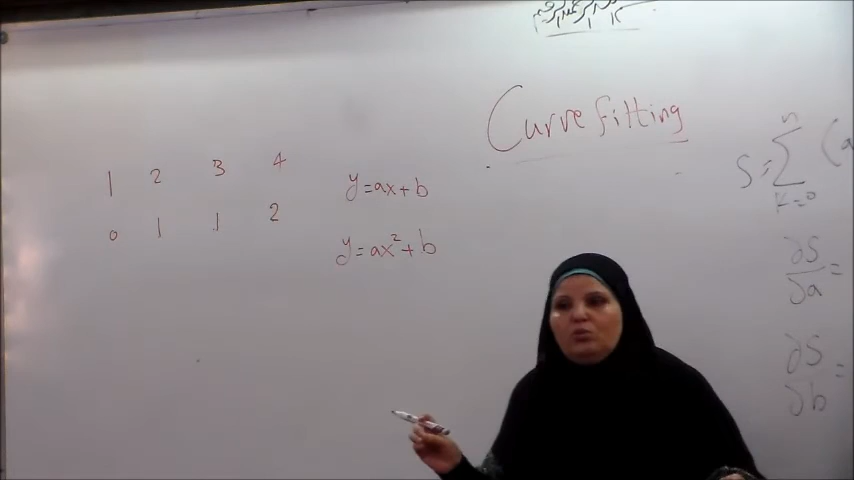 Curve fitting
1 2 3 4
0 1 1 2
y = ax + b
y = ax² + b
S = n ∑ k=0 (a
∂S/∂a =
∂S/∂b =